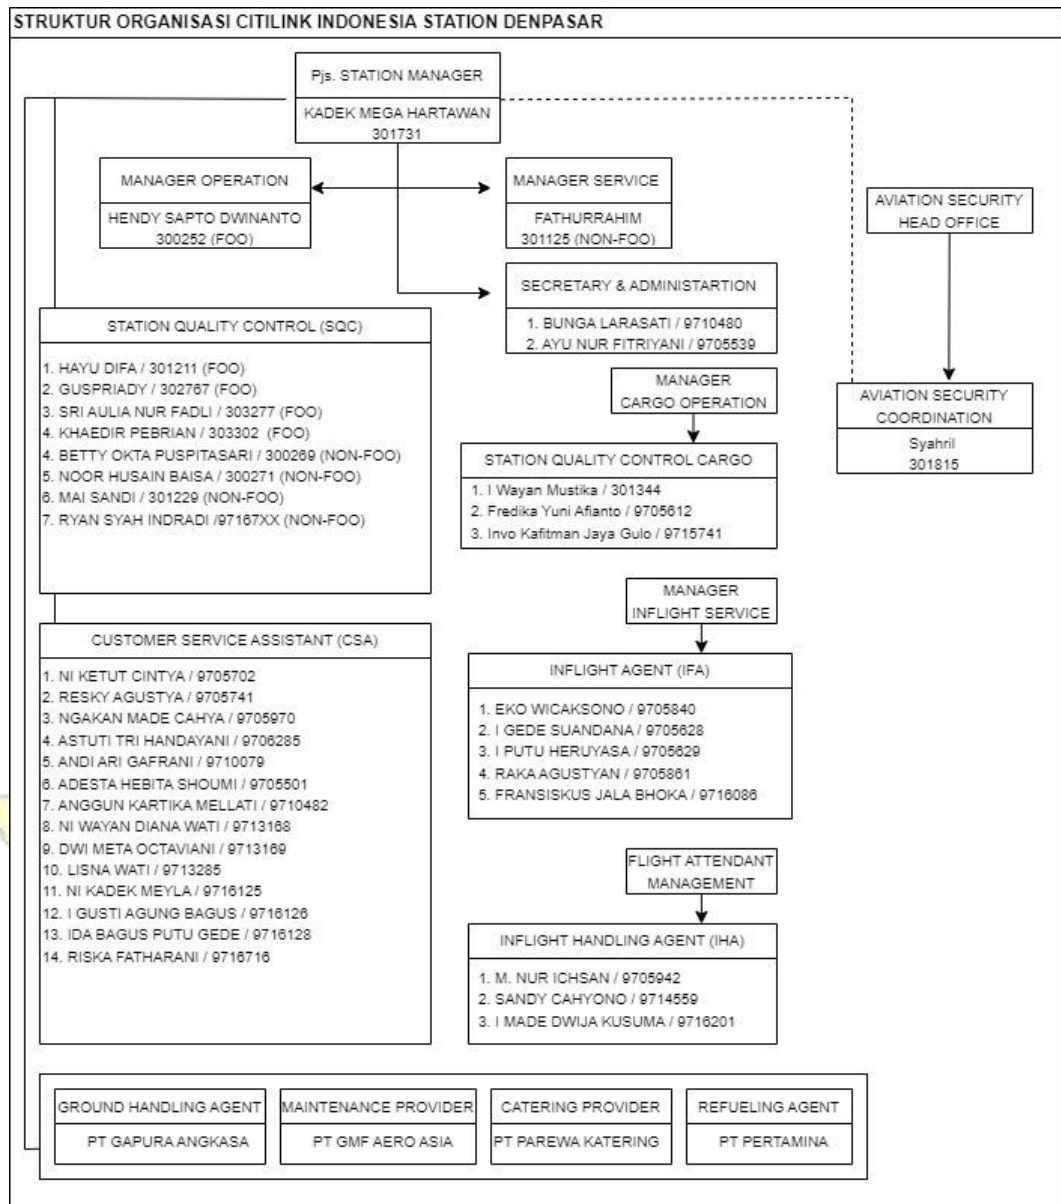 STRUKTUR ORGANISASI CITILINK INDONESIA STATION DENPASAR
Pjs. STATION MANAGER
KADEK MEGA HARTAWAN
301731
MANAGER OPERATION
HENDY SAPTO DWINANTO
300252 (FOO)
MANAGER SERVICE
FATHURRAHIM
301125 (NON-FOO)
AVIATION SECURITY
HEAD OFFICE
SECRETARY & ADMINISTARTION
1. BUNGA LARASATI / 9710480
2. AYU NUR FITRIYANI / 9705539
STATION QUALITY CONTROL (SQC)
1. HAYU DIFA / 301211 (FOO)
2. GUSPRIADY / 302767 (FOO)
3. SRI AULIA NUR FADLI / 303277 (FOO)
4. KHAEDIR PEBRIAN / 303302 (FOO)
4. BETTY OKTA PUSPITASARI / 300269 (NON-FOO)
5. NOOR HUSAIN BAISA / 300271 (NON-FOO)
6. MAI SANDI / 301229 (NON-FOO)
7. RYAN SYAH INDRADI /97167XX (NON-FOO)
MANAGER
CARGO OPERATION
STATION QUALITY CONTROL CARGO
1. I Wayan Mustika / 301344
2. Fredika Yuni Afianto / 9705612
3. Invo Kafitman Jaya Gulo / 9715741
AVIATION SECURITY
COORDINATION
Syahril
301815
MANAGER
INFLIGHT SERVICE
CUSTOMER SERVICE ASSISTANT (CSA)
1. NI KETUT CINTYA / 9705702
2. RESKY AGUSTYA / 9705741
3. NGAKAN MADE CAHYA / 9705970
4. ASTUTI TRI HANDAYANI / 9706285
5. ANDI ARI GAFRANI / 9710079
6. ADESTA HEBITA SHOUMI / 9705501
7. ANGGUN KARTIKA MELLATI / 9710482
8. NI WAYAN DIANA WATI / 9713168
9. DWI META OCTAVIANI / 9713169
10. LISNA WATI / 9713285
11. NI KADEK MEYLA / 9716125
12. I GUSTI AGUNG BAGUS / 9716126
13. IDA BAGUS PUTU GEDE / 9716128
14. RISKA FATHARANI / 9716716
INFLIGHT AGENT (IFA)
1. EKO WICAKSONO / 9705840
2. I GEDE SUANDANA / 9705628
3. I PUTU HERUYASA / 9705629
4. RAKA AGUSTYAN / 9705861
5. FRANSISKUS JALA BHOKA / 9716086
FLIGHT ATTENDANT
MANAGEMENT
INFLIGHT HANDLING AGENT (IHA)
1. M. NUR ICHSAN / 9705942
2. SANDY CAHYONO / 9714559
3. I MADE DWIJA KUSUMA / 9716201
GROUND HANDLING AGENT
PT GAPURA ANGKASA
MAINTENANCE PROVIDER
PT GMF AERO ASIA
CATERING PROVIDER
PT PAREWA KATERING
REFUELING AGENT
PT PERTAMINA